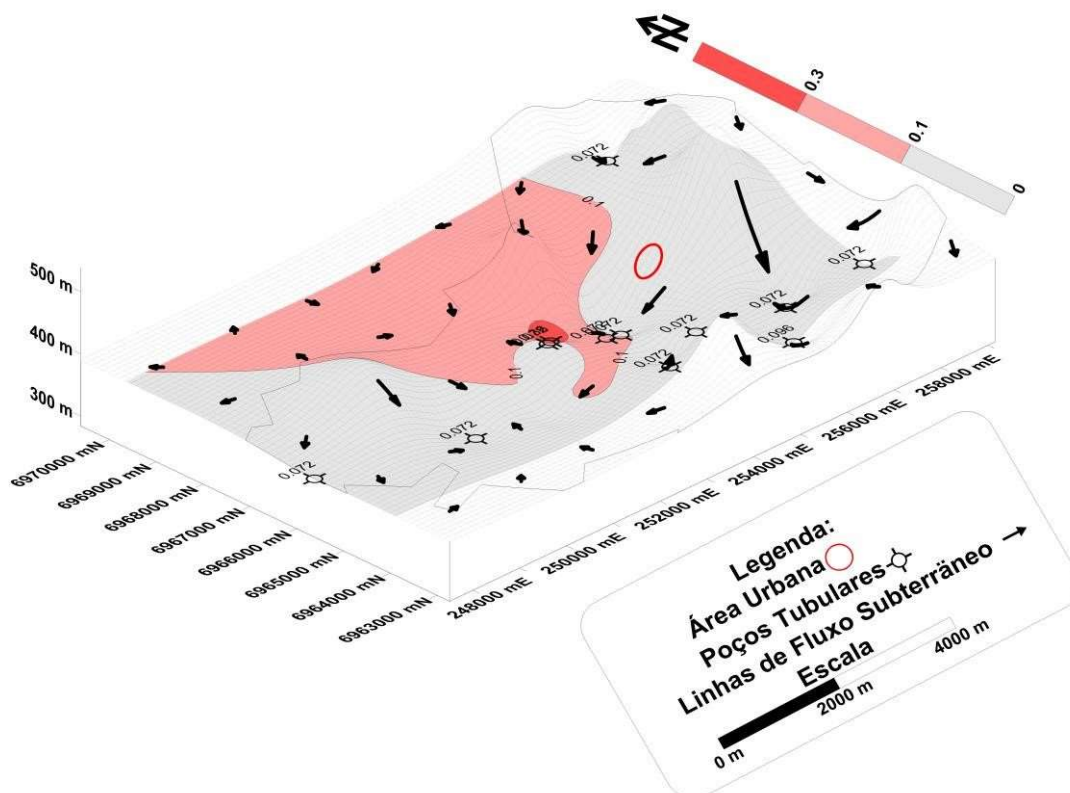 0.3
0.1
0
0.072
0.1
0.072
0.072
0.072
0.096
0.072
0.1
0.1
0.072
0.072
500 m
400 m
300 m
6970000 mN
6969000 mN
6968000 mN
6967000 mN
6966000 mN
6965000 mN
6964000 mN
6963000 mN
248000 mE
250000 mE
252000 mE
254000 mE
256000 mE
258000 mE
Legenda:
Área Urbana
Poços Tubulares
Linhas de Fluxo Subterräneo
Escala
0 m
2000 m
4000 m